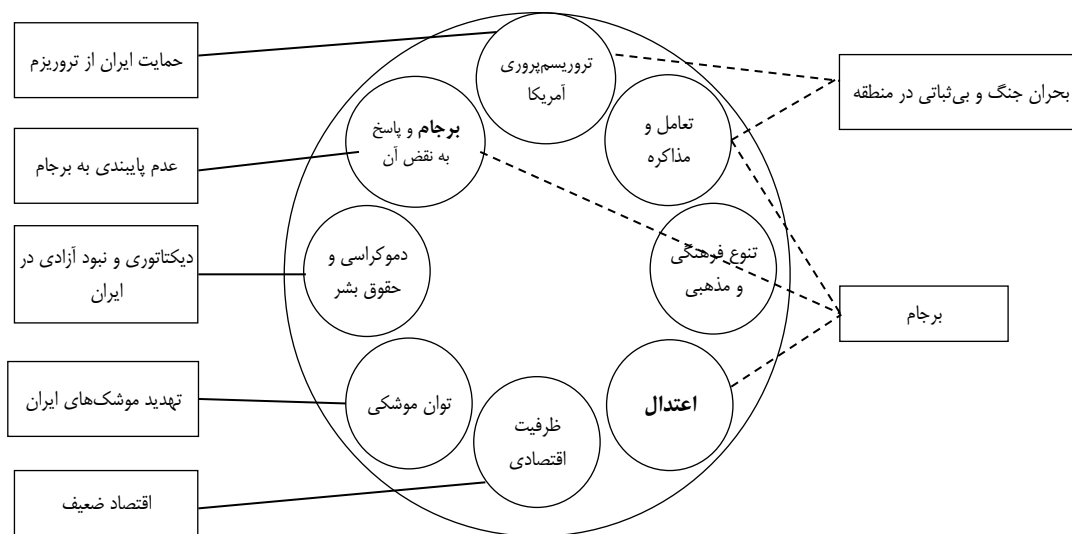 تروریسم‌پروری
آمریکا
حمایت ایران از تروریزم
بحران جنگ و بی‌ثباتی در منطقه
تعامل و
مذاکره
برجام و پاسخ
به نقض آن
عدم پایبندی به برجام
تنوع فرهنگی
و مذهبی
دموکراسی و
حقوق بشر
دیکتاتوری و نبود آزادی در
ایران
برجام
اعتدال
توان موشکی
تهدید موشک‌های ایران
ظرفیت
اقتصادی
اقتصاد ضعیف